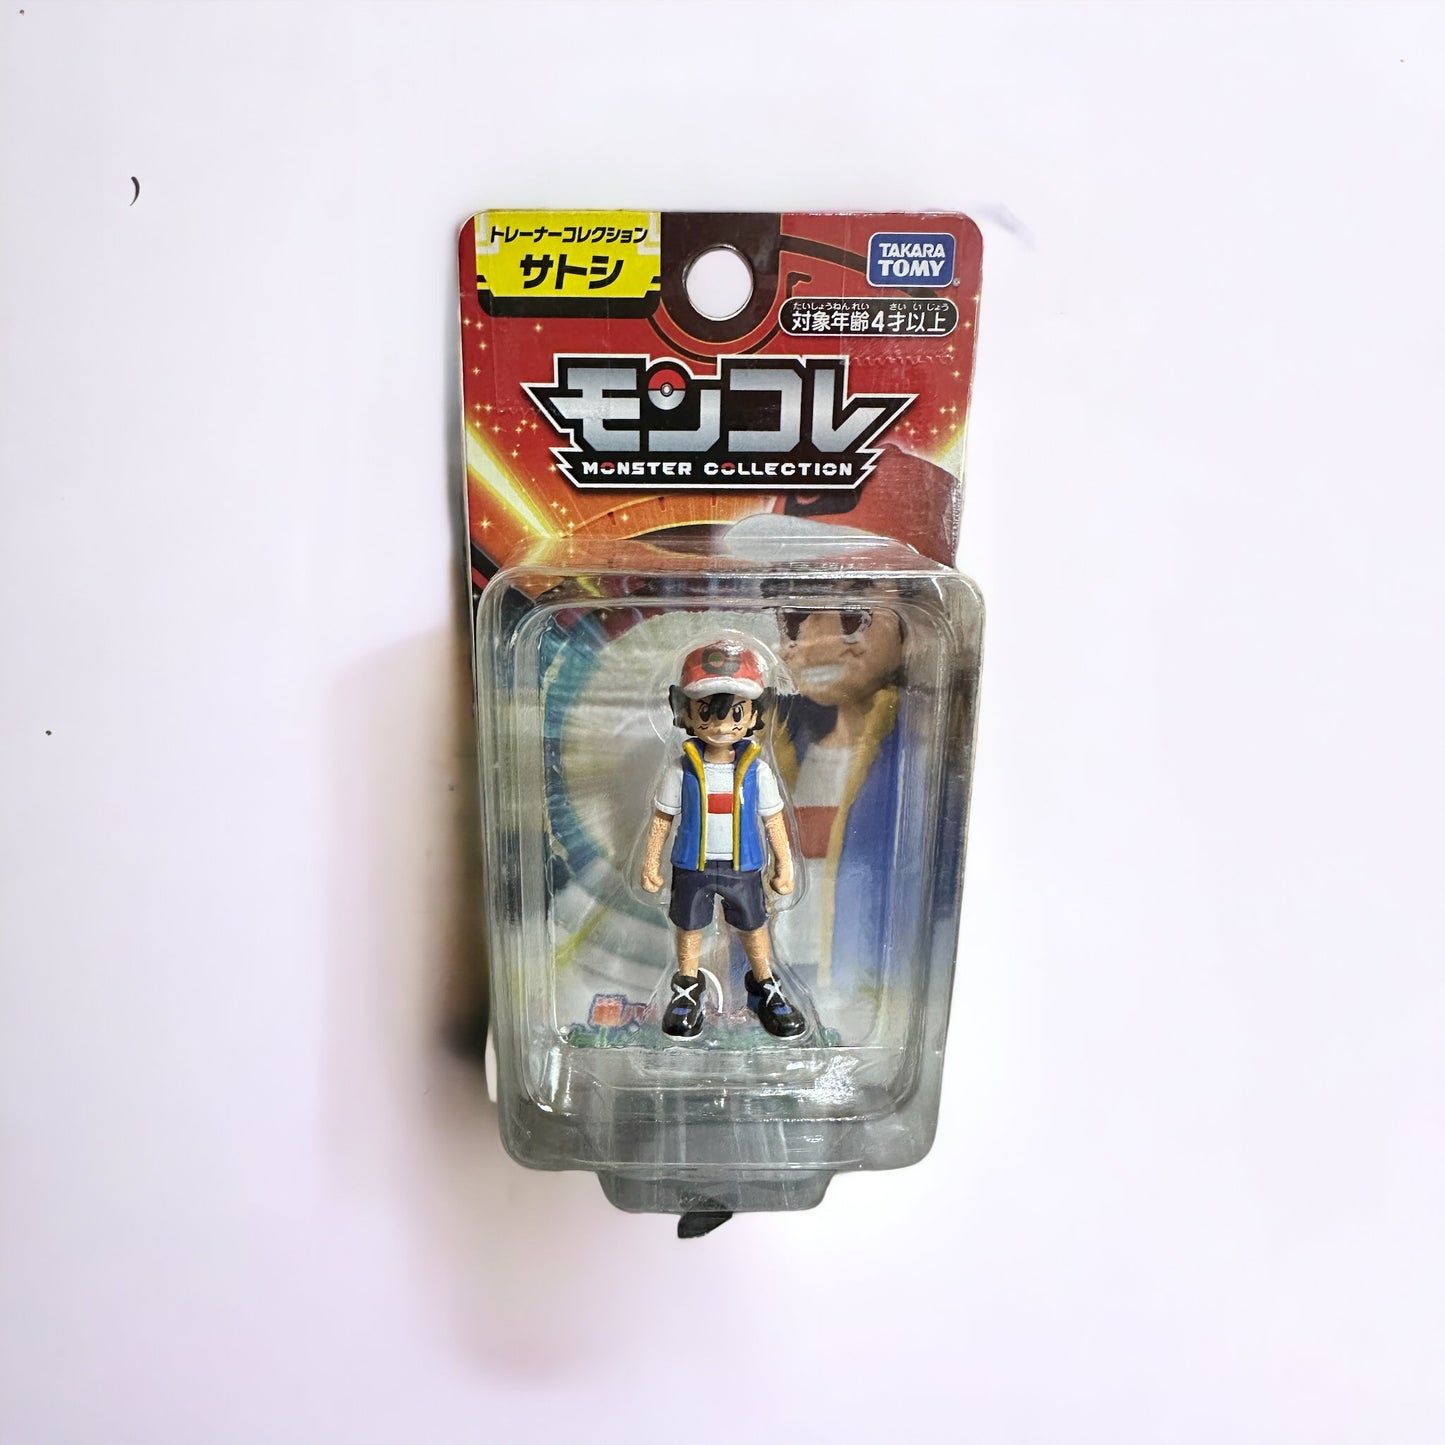 トレーナーコレクション
サトシ
TAKARA
TOMY
たいしょうねんれい さい い じょう
対象年齢4才以上
モンコレ
MONSTER COLLECTION